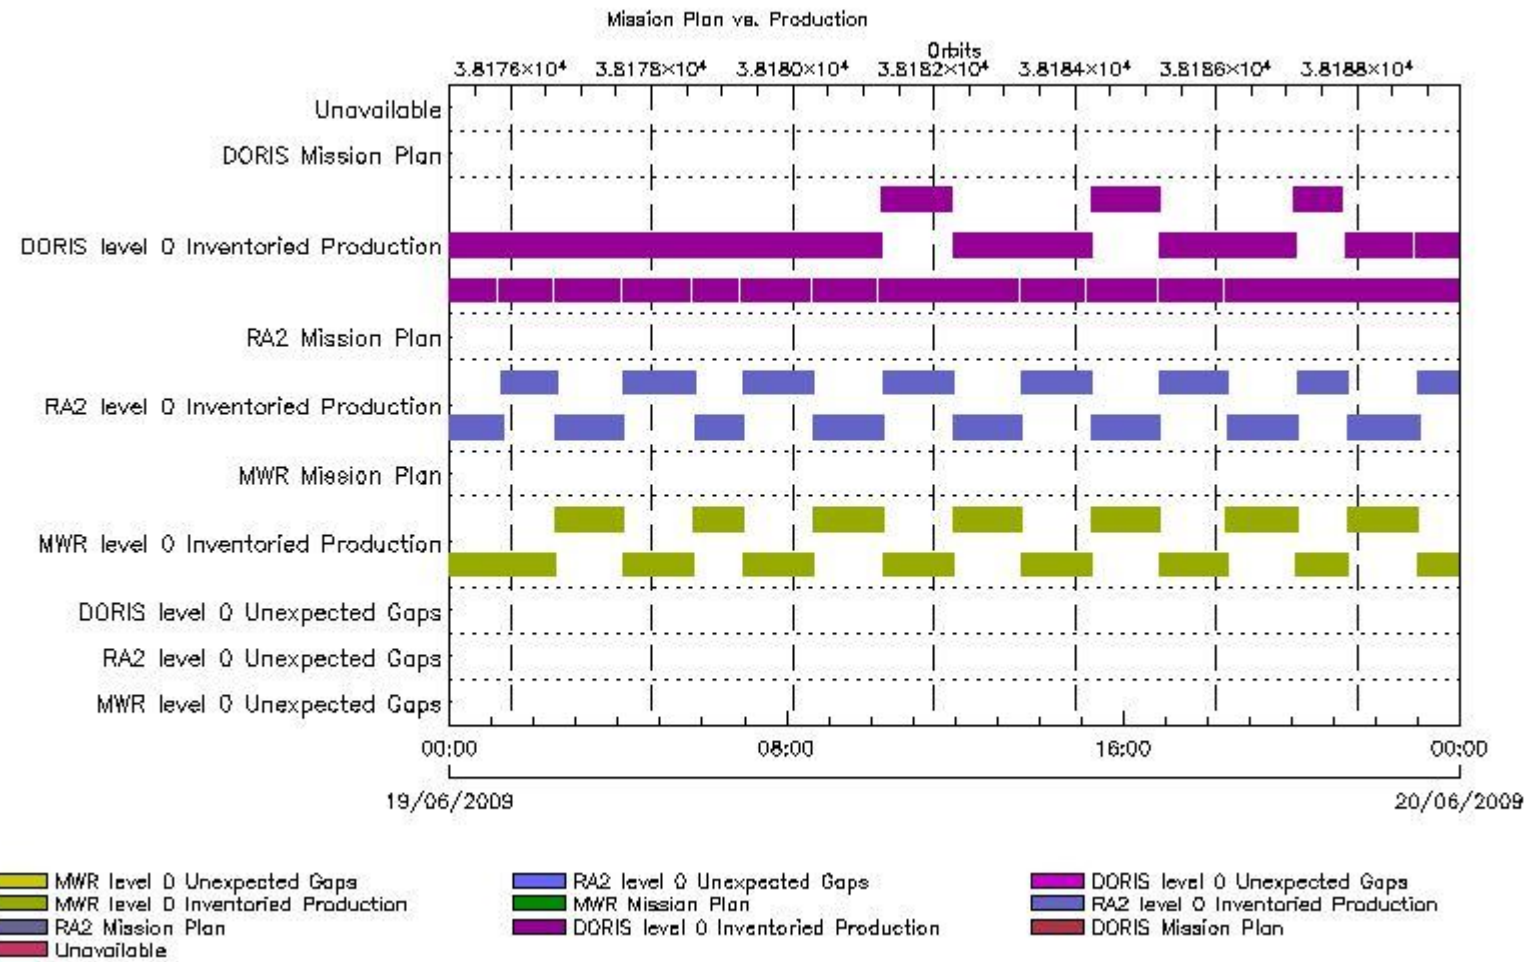 Mission Plan vs. Production
Orbits
3.8176×10⁴ 3.8178×10⁴ 3.8180×10⁴ 3.8182×10⁴ 3.8184×10⁴ 3.8186×10⁴ 3.8188×10⁴
Unavailable
DORIS Mission Plan
DORIS level 0 Inventoried Production
RA2 Mission Plan
RA2 level 0 Inventoried Production
MWR Mission Plan
MWR level 0 Inventoried Production
DORIS level 0 Unexpected Gaps
RA2 level 0 Unexpected Gaps
MWR level 0 Unexpected Gaps
00:00 08:00 16:00 00:00
19/06/2009 20/06/2009
MWR level 0 Unexpected Gaps RA2 level 0 Unexpected Gaps DORIS level 0 Unexpected Gaps
MWR level 0 Inventoried Production MWR Mission Plan RA2 level 0 Inventoried Production
RA2 Mission Plan DORIS level 0 Inventoried Production DORIS Mission Plan
Unavailable